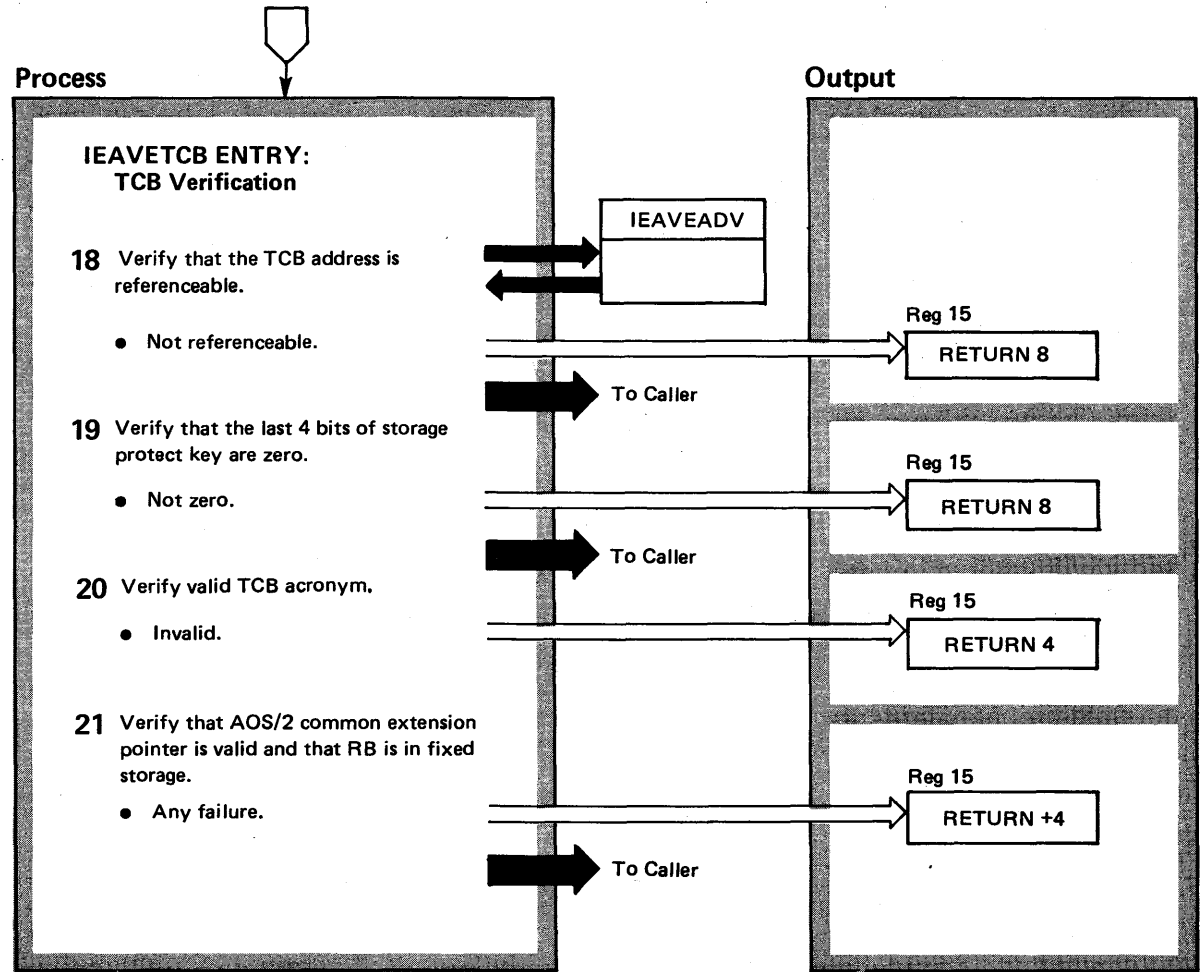 Process
Output
IEAVETCB ENTRY:
TCB Verification
IEAVEADV
18 Verify that the TCB address is
referenceable.
• Not referenceable.
Reg 15
RETURN 8
To Caller
19 Verify that the last 4 bits of storage
protect key are zero.
• Not zero.
Reg 15
RETURN 8
To Caller
20 Verify valid TCB acronym.
• Invalid.
Reg 15
RETURN 4
21 Verify that AOS/2 common extension
pointer is valid and that RB is in fixed
storage.
• Any failure.
Reg 15
RETURN +4
To Caller